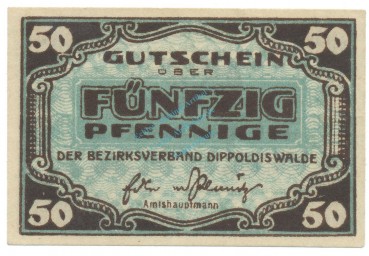 50 50
GUTSCHEIN
ÜBER
FÜNFZIG
PFENNIGE
DER BEZIRKSVERBAND DIPPOLDISWALDE
Amtshauptmann
50 50